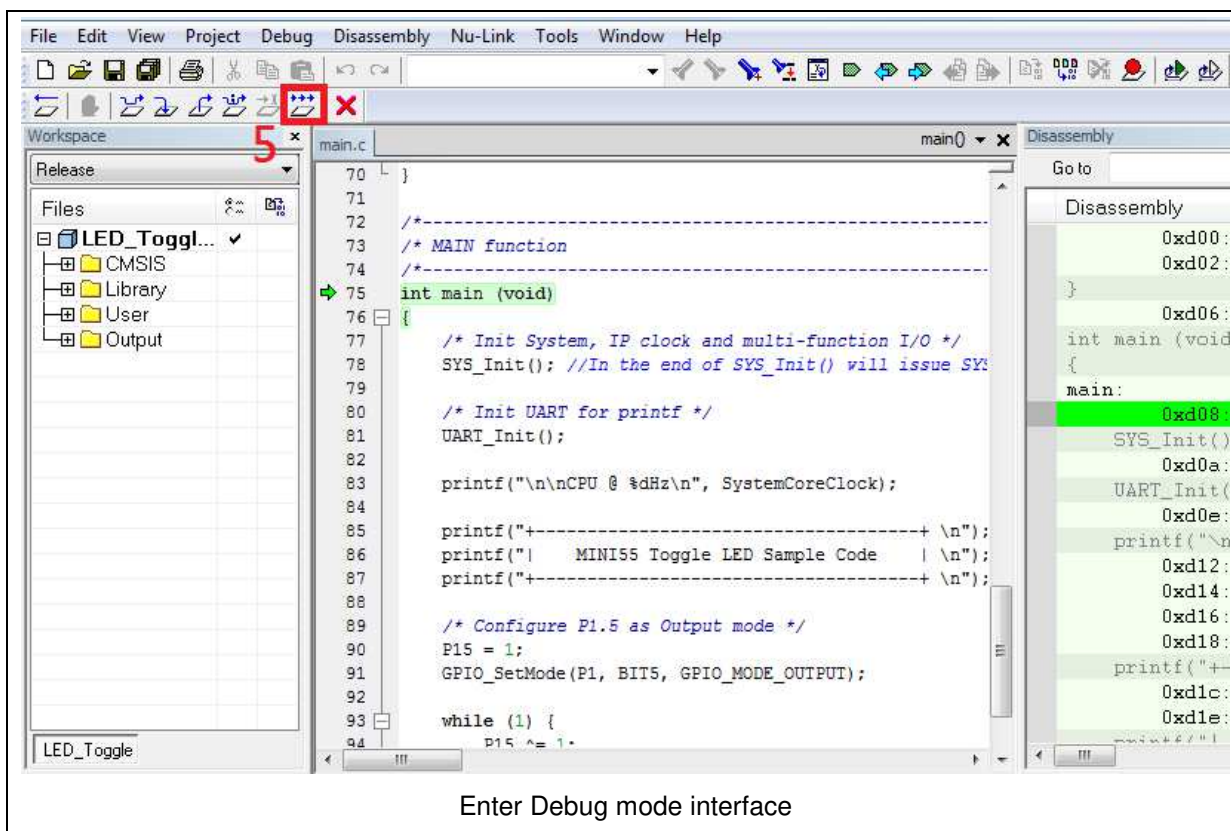 File Edit View Project Debug Disassembly Nu-Link Tools Window Help
5
Workspace
Release
Files
LED_Toggl...
CMSIS
Library
User
Output
LED_Toggle
main.c
main()
70 }
71
72 /*----------------------------------------------------------
73 /* MAIN function
74 /*----------------------------------------------------------
75 int main (void)
76 {
77 /* Init System, IP clock and multi-function I/O */
78 SYS_Init(); //In the end of SYS_Init() will issue SYS
79
80 /* Init UART for printf */
81 UART_Init();
82
83 printf("\n\nCPU @ %dHz\n", SystemCoreClock);
84
85 printf("+--------------------------------------+ \n");
86 printf("| MINI55 Toggle LED Sample Code | \n");
87 printf("+--------------------------------------+ \n");
88
89 /* Configure P1.5 as Output mode */
90 P15 = 1;
91 GPIO_SetMode(P1, BIT5, GPIO_MODE_OUTPUT);
92
93 while (1) {
94 P15 ^= 1;
Disassembly
Go to
Disassembly
0xd00:
0xd02:
}
0xd06:
int main (void
{
main:
0xd08:
SYS_Init()
0xd0a:
UART_Init(
0xd0e:
printf("\n
0xd12:
0xd14:
0xd16:
0xd18:
printf("+-
0xd1c:
0xd1e:
printf("|
Enter Debug mode interface